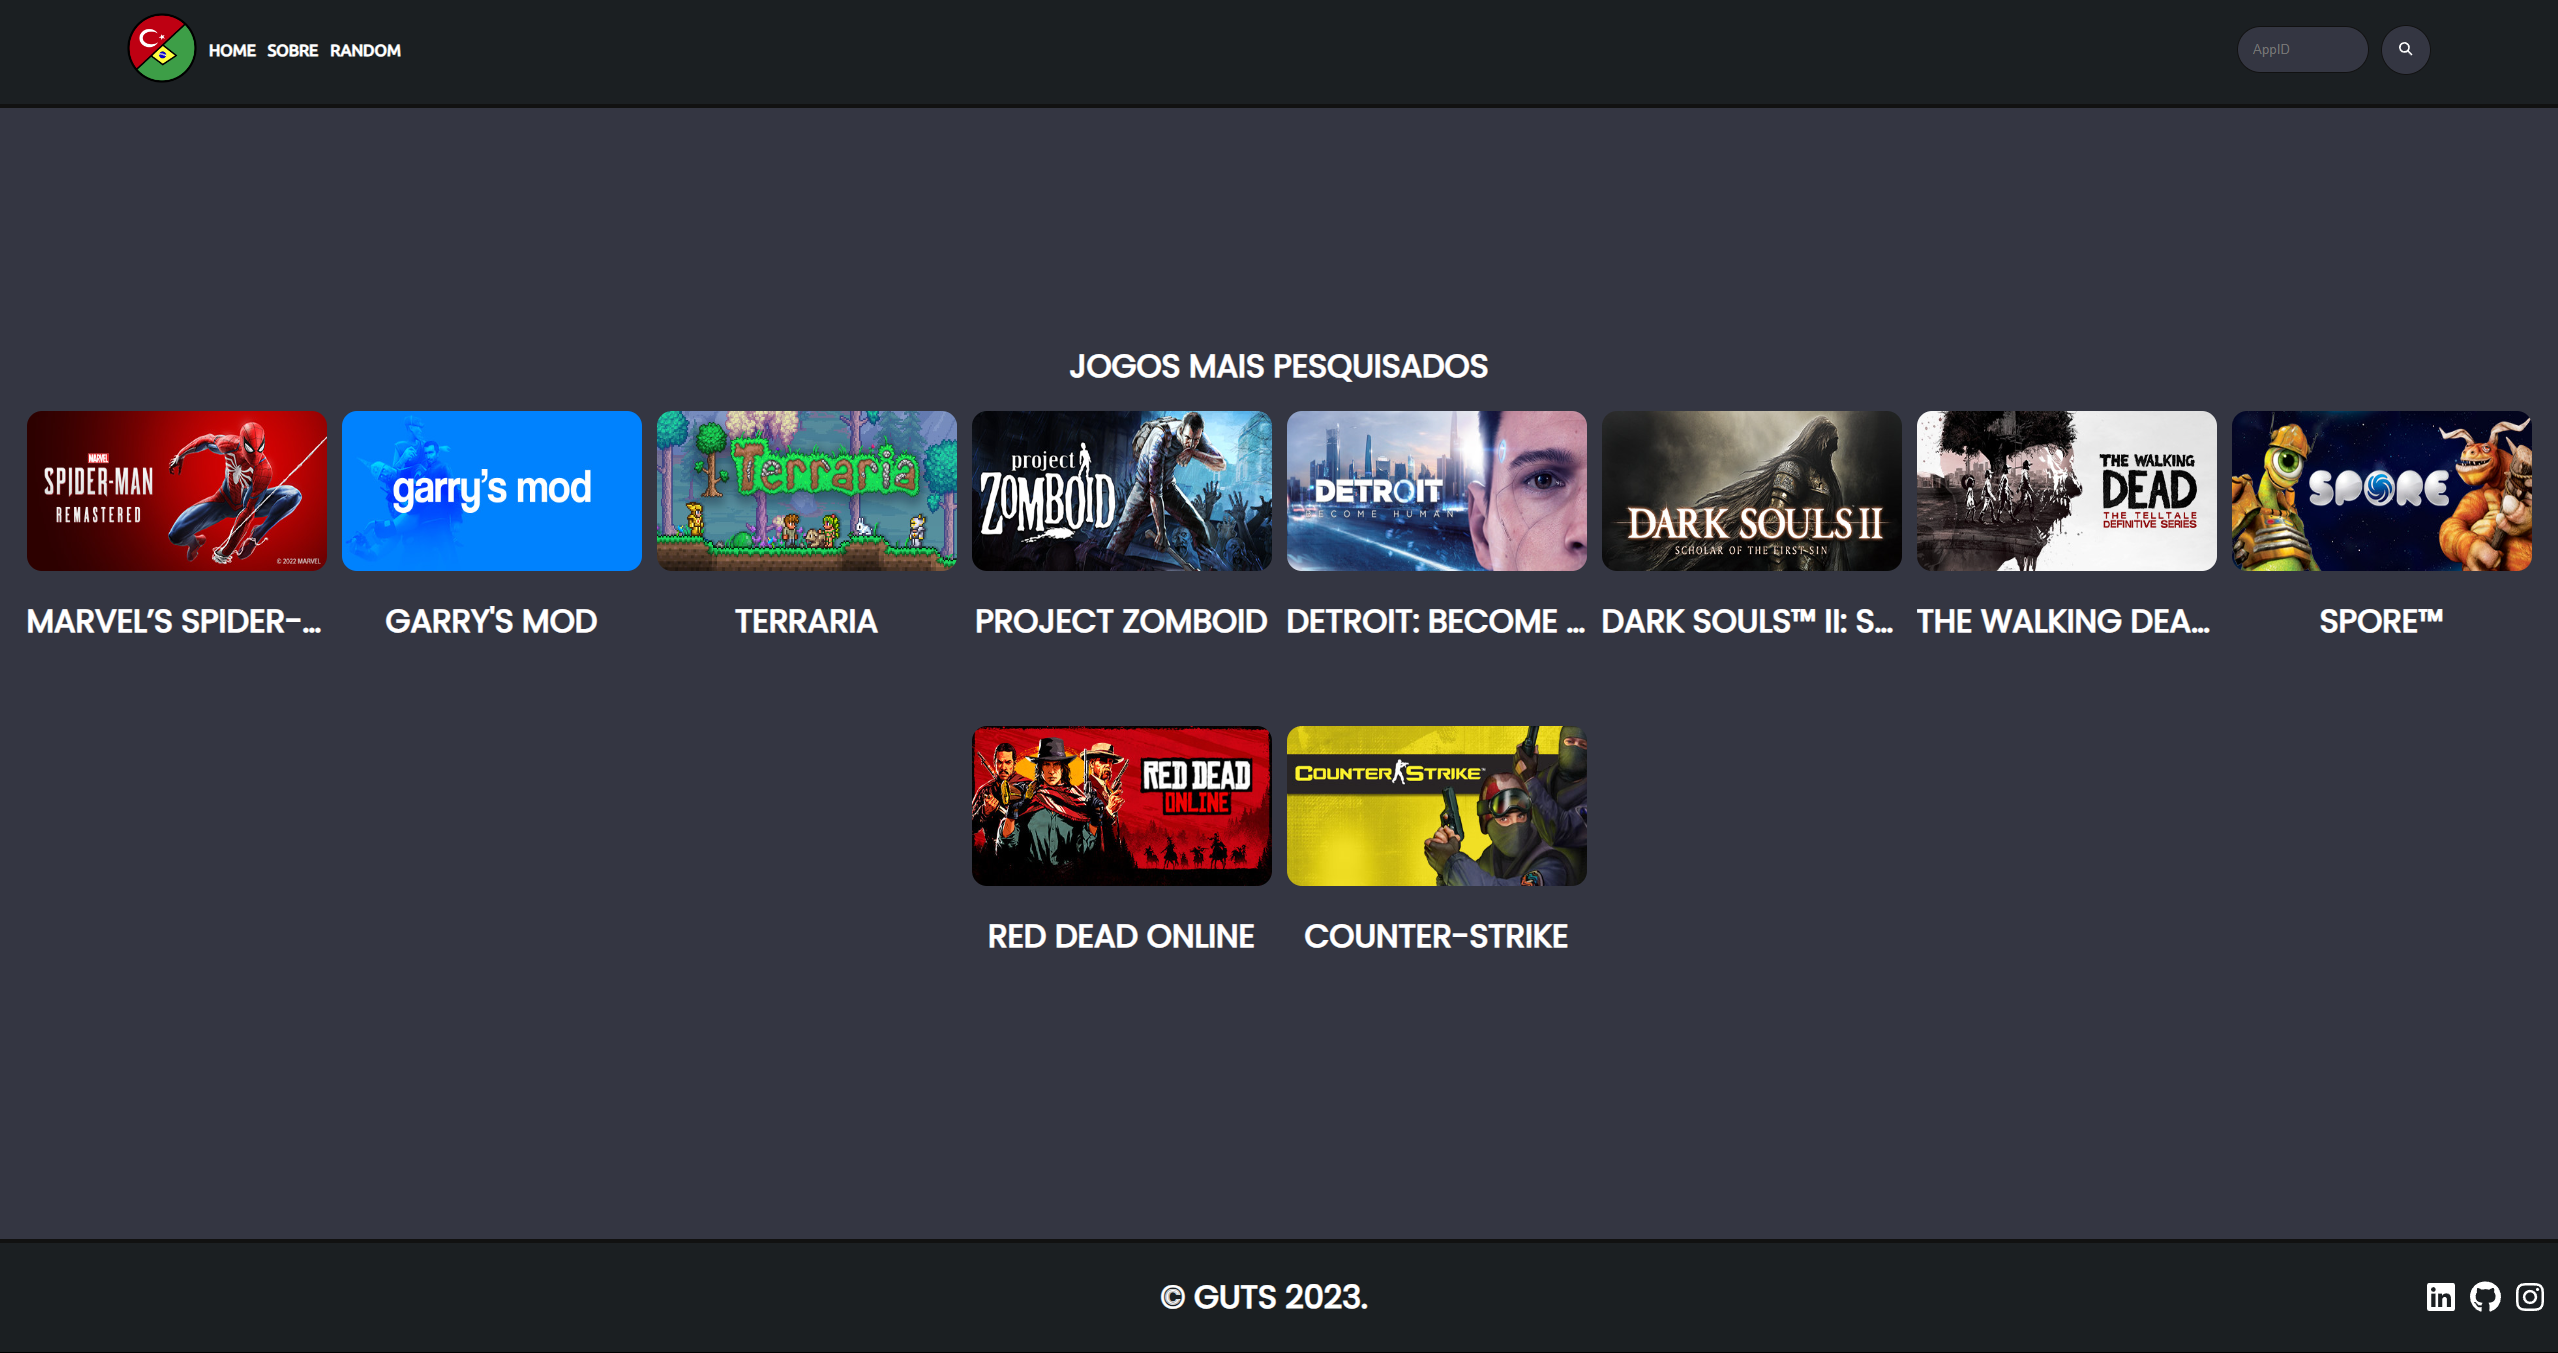 HOME SOBRE RANDOM
AppID
JOGOS MAIS PESQUISADOS
MARVEL
SPIDER-MAN
REMASTERED
© 2022 MARVEL
garry's mod
Terraria
project
ZOMBOID
DETROIT
BECOME HUMAN
DARK SOULS II
SCHOLAR OF THE FIRST SIN
THE WALKING
DEAD
THE TELLTALE
DEFINITIVE SERIES
SPORE
MARVEL’S SPIDER-...
GARRY'S MOD
TERRARIA
PROJECT ZOMBOID
DETROIT: BECOME ...
DARK SOULS™ II: S...
THE WALKING DEA...
SPORE™
RED DEAD
ONLINE
COUNTER STRIKE™
RED DEAD ONLINE
COUNTER-STRIKE
© GUTS 2023.